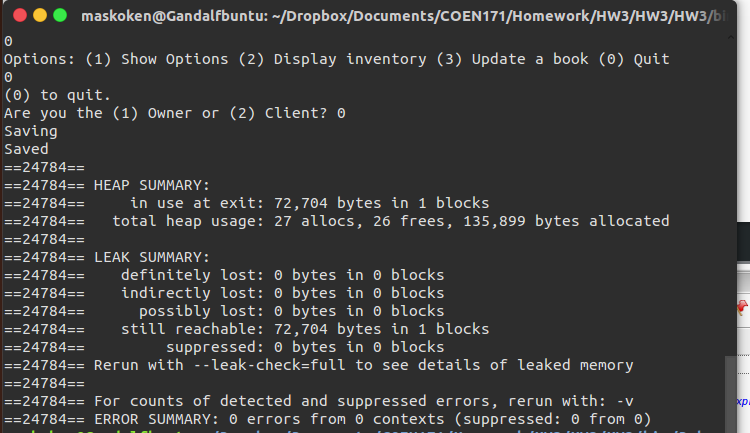 maskoken@Gandalfbuntu: ~/Dropbox/Documents/COEN171/Homework/HW3/HW3/HW3/bl
0
Options: (1) Show Options (2) Display inventory (3) Update a book (0) Quit
0
(0) to quit.
Are you the (1) Owner or (2) Client? 0
Saving
Saved
==24784==
==24784== HEAP SUMMARY:
==24784==     in use at exit: 72,704 bytes in 1 blocks
==24784==   total heap usage: 27 allocs, 26 frees, 135,899 bytes allocated
==24784==
==24784== LEAK SUMMARY:
==24784==    definitely lost: 0 bytes in 0 blocks
==24784==    indirectly lost: 0 bytes in 0 blocks
==24784==      possibly lost: 0 bytes in 0 blocks
==24784==    still reachable: 72,704 bytes in 1 blocks
==24784==         suppressed: 0 bytes in 0 blocks
==24784== Rerun with --leak-check=full to see details of leaked memory
==24784==
==24784== For counts of detected and suppressed errors, rerun with: -v
==24784== ERROR SUMMARY: 0 errors from 0 contexts (suppressed: 0 from 0)